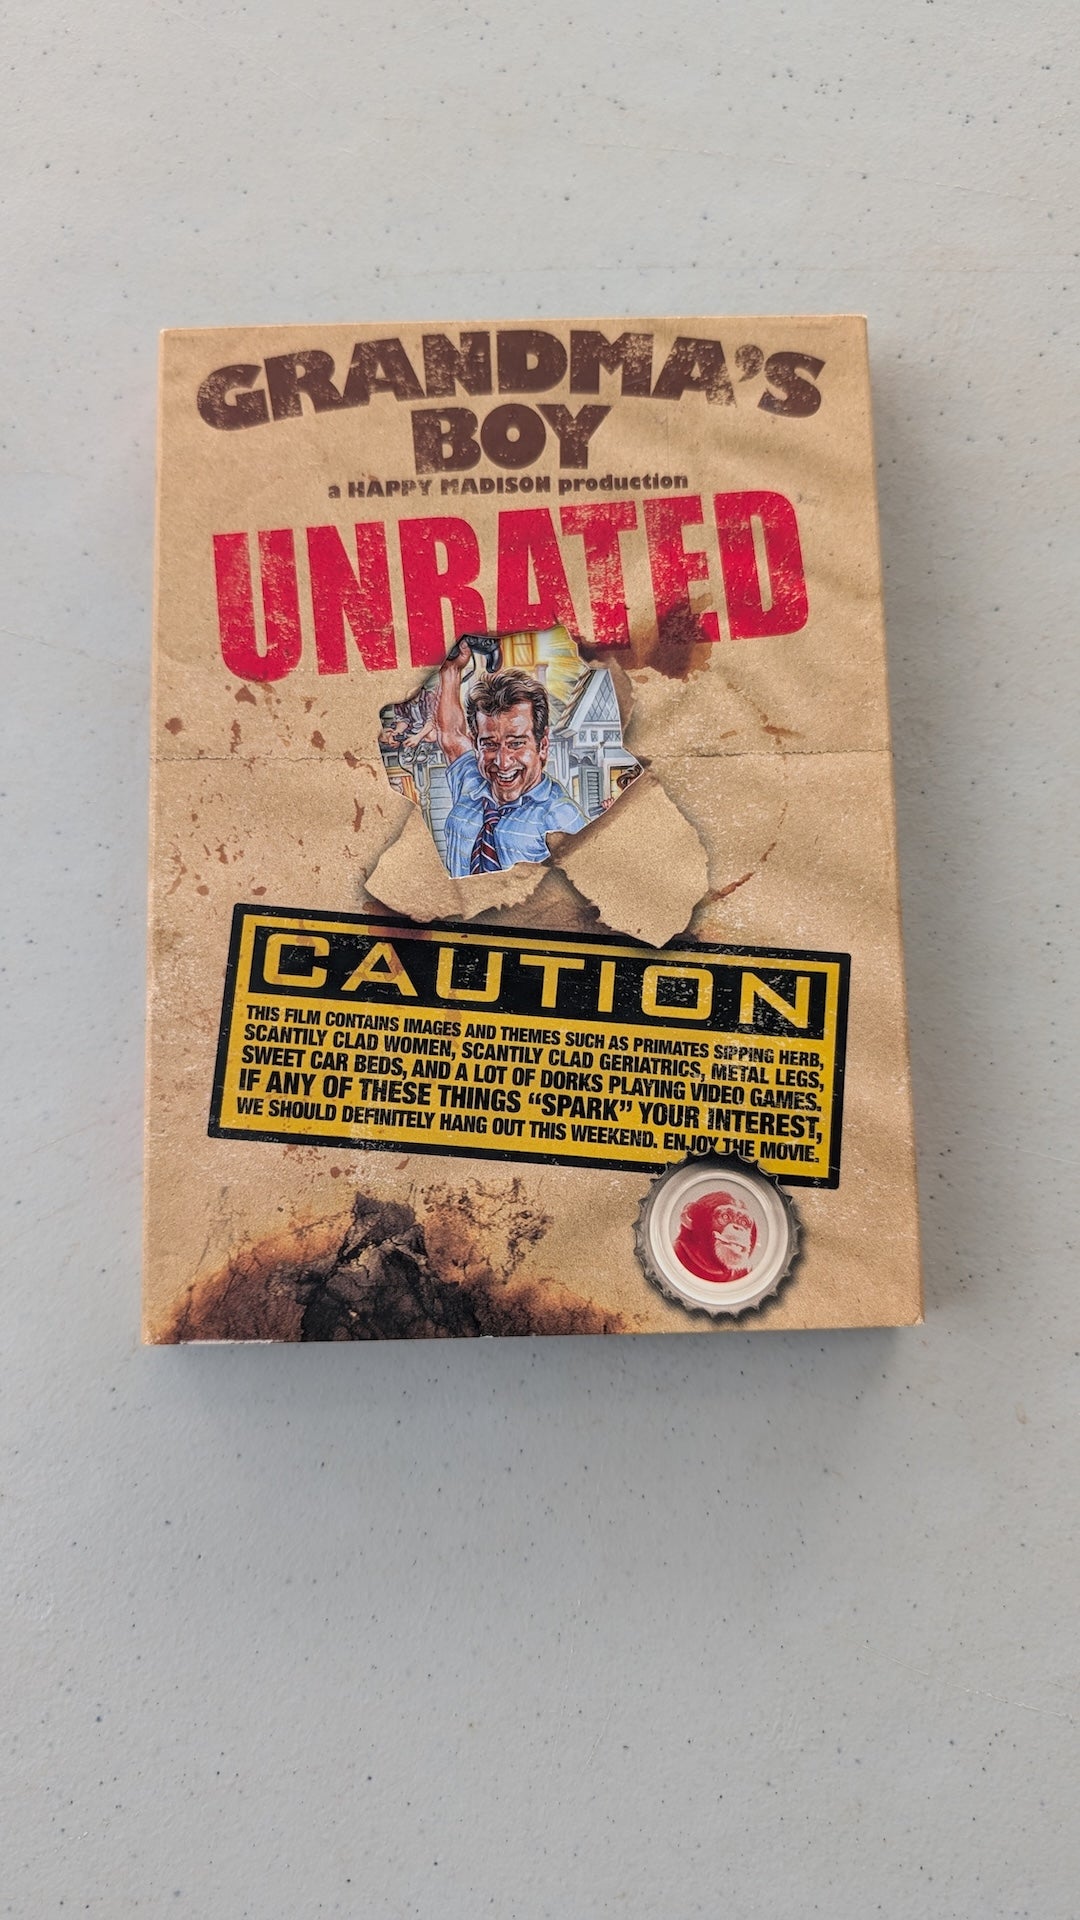 GRANDMA'S
BOY
a HAPPY MADISON production
UNRATED
CAUTION
THIS FILM CONTAINS IMAGES AND THEMES SUCH AS PRIMATES SIPPING HERB,
SCANTILY CLAD WOMEN, SCANTILY CLAD GERIATRICS, METAL LEGS,
SWEET CAR BEDS, AND A LOT OF DORKS PLAYING VIDEO GAMES.
IF ANY OF THESE THINGS “SPARK” YOUR INTEREST,
WE SHOULD DEFINITELY HANG OUT THIS WEEKEND. ENJOY THE MOVIE.